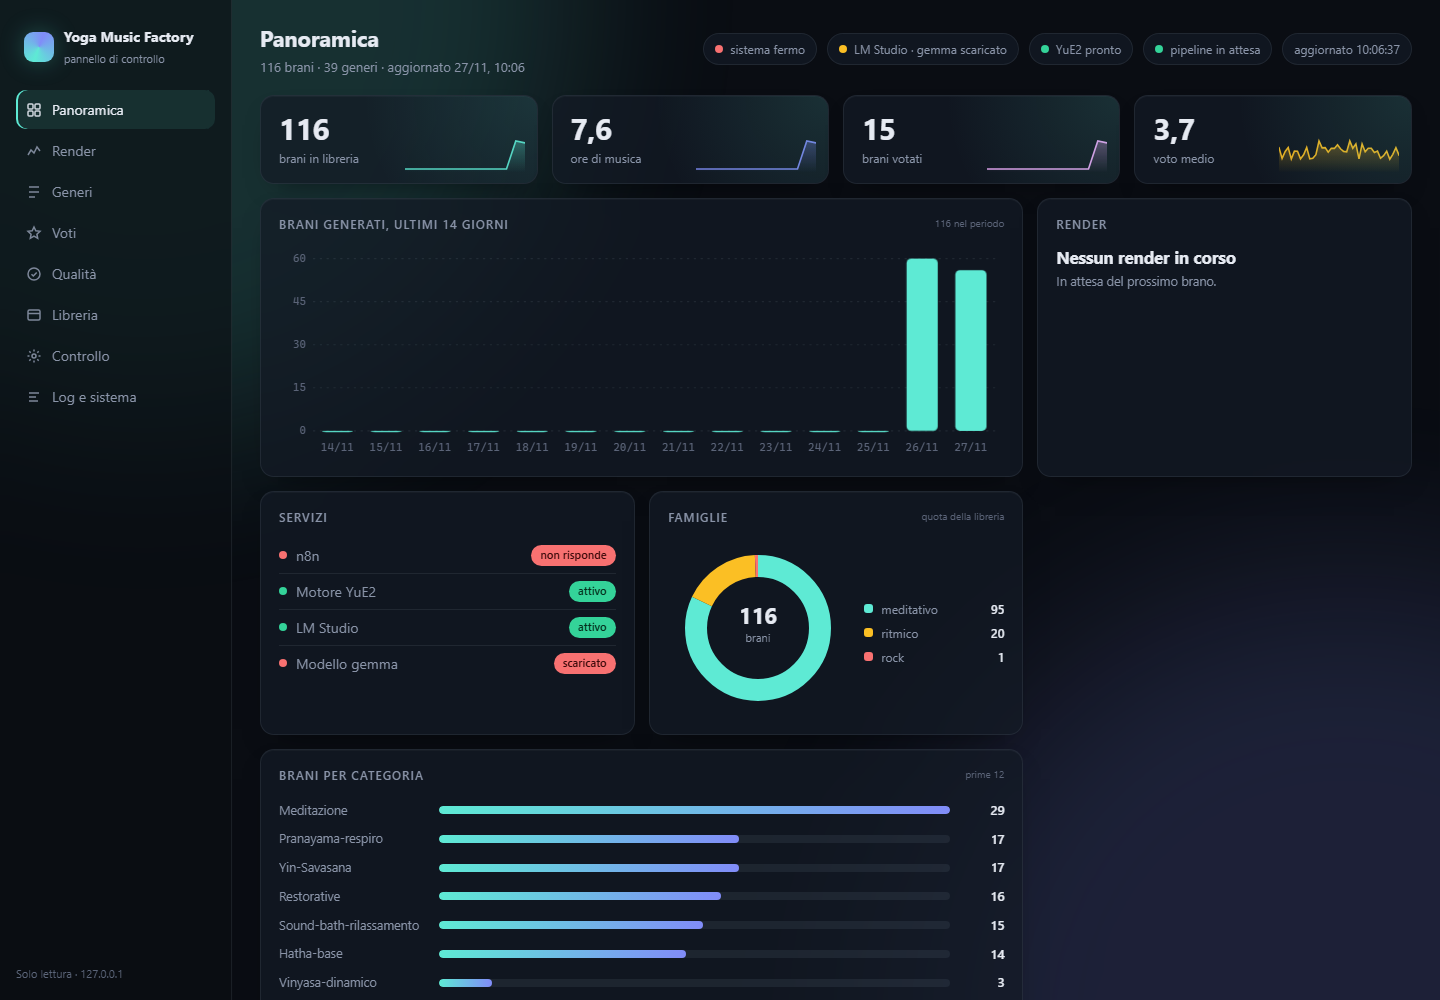 Yoga Music Factory
pannello di controllo
Panoramica
Render
Generi
Voti
Qualità
Libreria
Controllo
Log e sistema
Solo lettura · 127.0.0.1
Panoramica
116 brani · 39 generi · aggiornato 27/11, 10:06
sistema fermo
LM Studio · gemma scaricato
YuE2 pronto
pipeline in attesa
aggiornato 10:06:37
116
brani in libreria
7,6
ore di musica
15
brani votati
3,7
voto medio
BRANI GENERATI, ULTIMI 14 GIORNI
116 nel periodo
60
45
30
15
0
14/11 15/11 16/11 17/11 18/11 19/11 20/11 21/11 22/11 23/11 24/11 25/11 26/11 27/11
RENDER
Nessun render in corso
In attesa del prossimo brano.
SERVIZI
n8n non risponde
Motore YuE2 attivo
LM Studio attivo
Modello gemma scaricato
FAMIGLIE
quota della libreria
116
brani
meditativo 95
ritmico 20
rock 1
BRANI PER CATEGORIA
prime 12
Meditazione 29
Pranayama-respiro 17
Yin-Savasana 17
Restorative 16
Sound-bath-rilassamento 15
Hatha-base 14
Vinyasa-dinamico 3